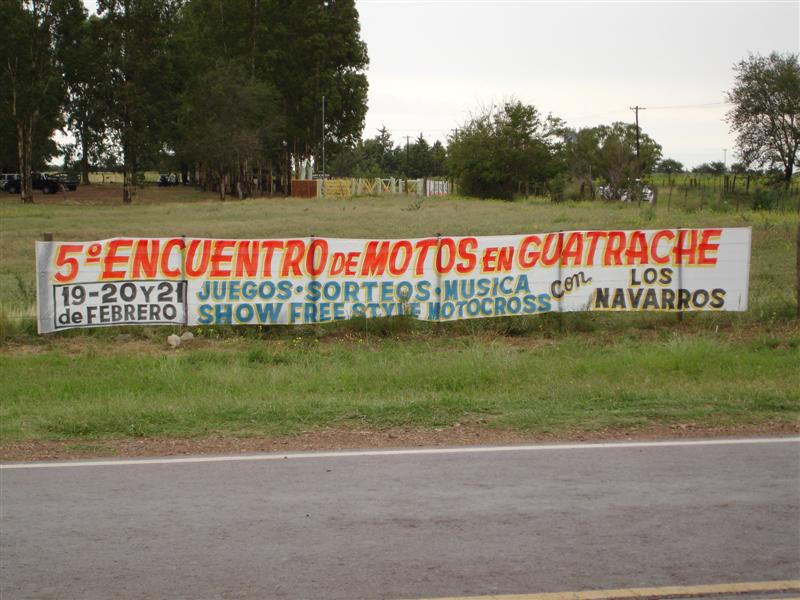 5º ENCUENTRO DE MOTOS EN GUATRACHE
19-20 Y 21
de FEBRERO
JUEGOS · SORTEOS · MUSICA
SHOW FREE STYLE MOTOCROSS
con LOS
NAVARROS